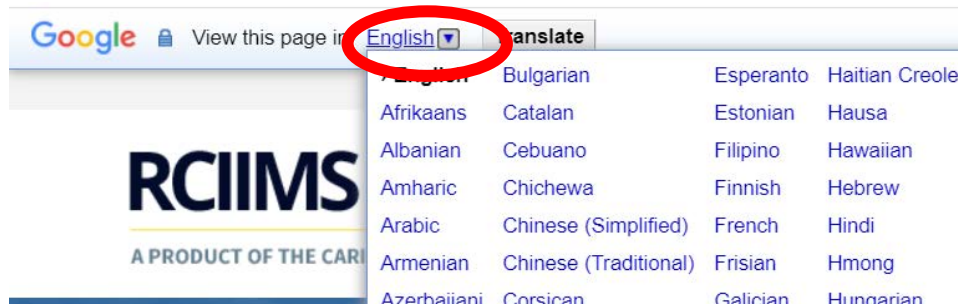 Google View this page in English Translate
English Bulgarian Esperanto Haitian Creole
Afrikaans Catalan Estonian Hausa
Albanian Cebuano Filipino Hawaiian
Amharic Chichewa Finnish Hebrew
Arabic Chinese (Simplified) French Hindi
Armenian Chinese (Traditional) Frisian Hmong
Azerbaijani Corsican Galician Hungarian
RCIIMS
A PRODUCT OF THE